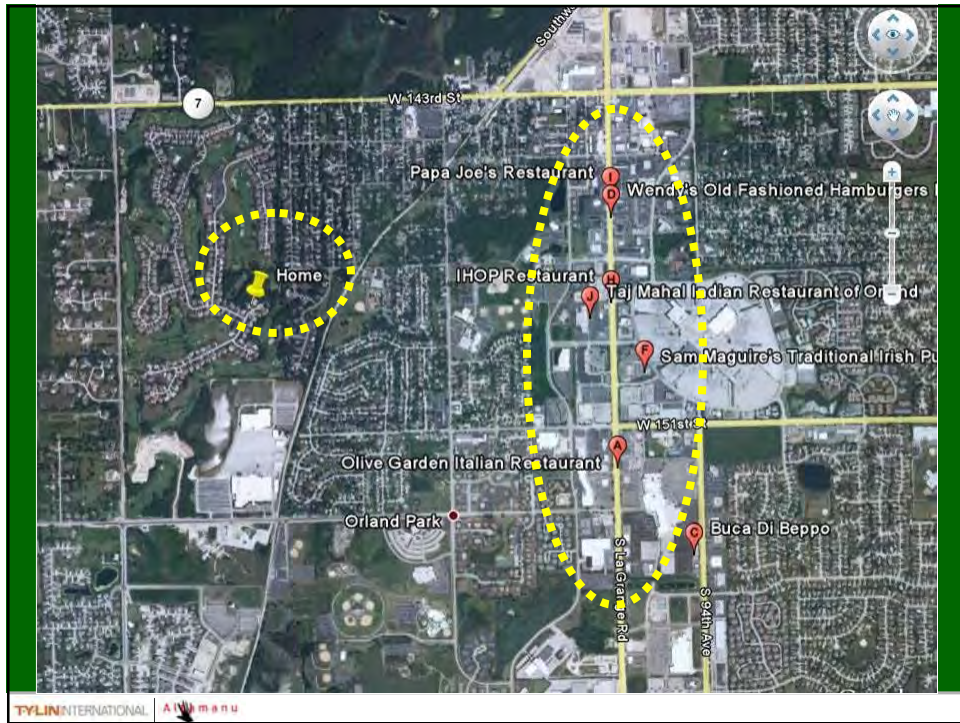 Southw
7
W 143rd St
Papa Joe's Restaurant
I
D
Wendy's Old Fashioned Hamburgers
Home
IHOP Restaurant
H
J
Taj Mahal Indian Restaurant of Orland
F
Sam Maguire's Traditional Irish Pu
W 151st St
A
Olive Garden Italian Restaurant
Orland Park
C
Buca Di Beppo
S La Grange Rd
S 94th Ave
TYLININTERNATIONAL